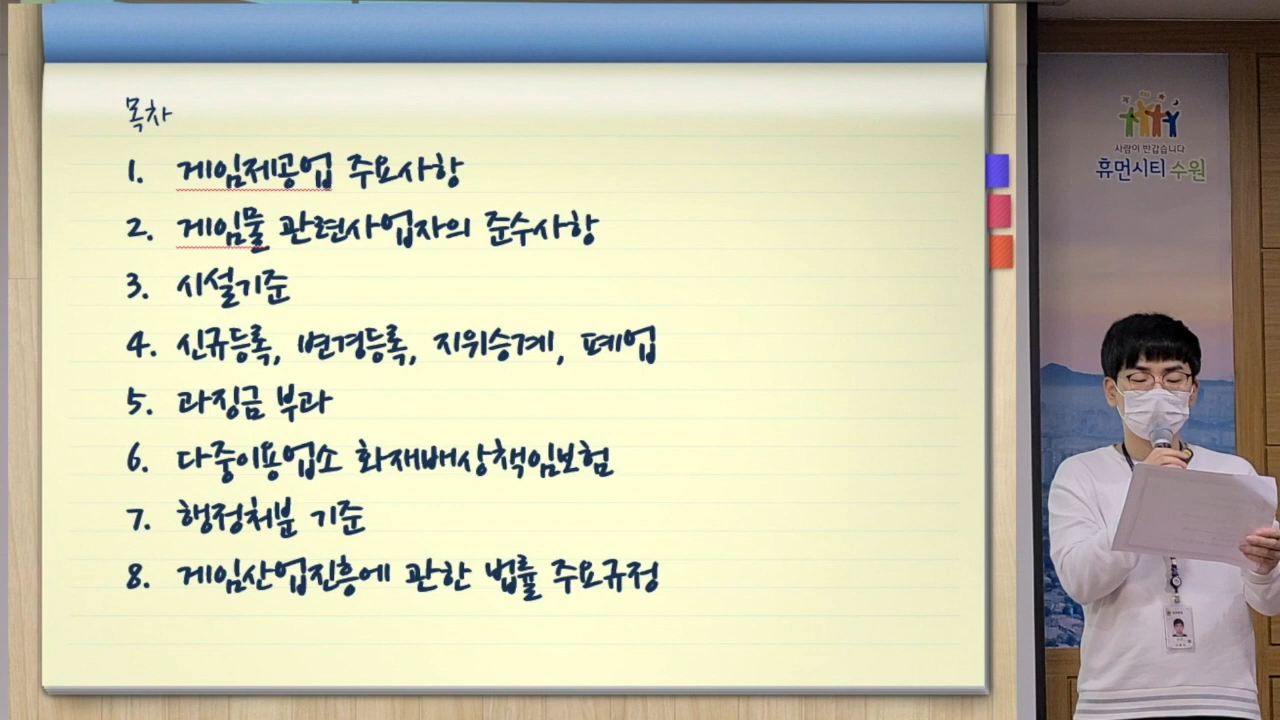 목차
1. 게임제공업 주요사항
2. 게임물 관련사업자의 준수사항
3. 시설기준
4. 신규등록, 변경등록, 지위승계, 폐업
5. 과징금 부과
6. 다중이용업소 화재배상책임보험
7. 행정처분 기준
8. 게임산업진흥에 관한 법률 주요규정
사람이 반갑습니다
휴먼시티 수원